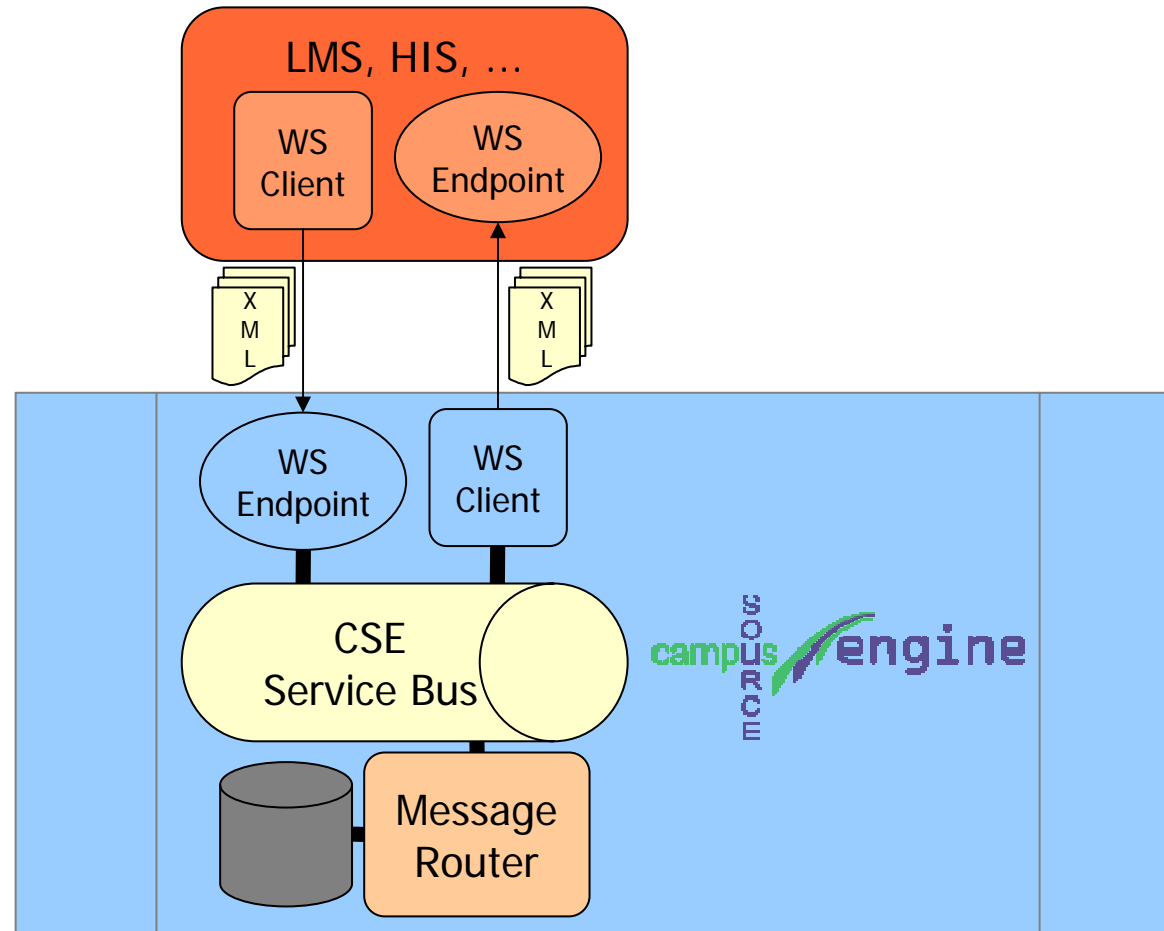 LMS, HIS, ...
WS
Client
WS
Endpoint
X
M
L
X
M
L
WS
Endpoint
WS
Client
CSE
Service Bus
campus
SOURCE
engine
Message
Router